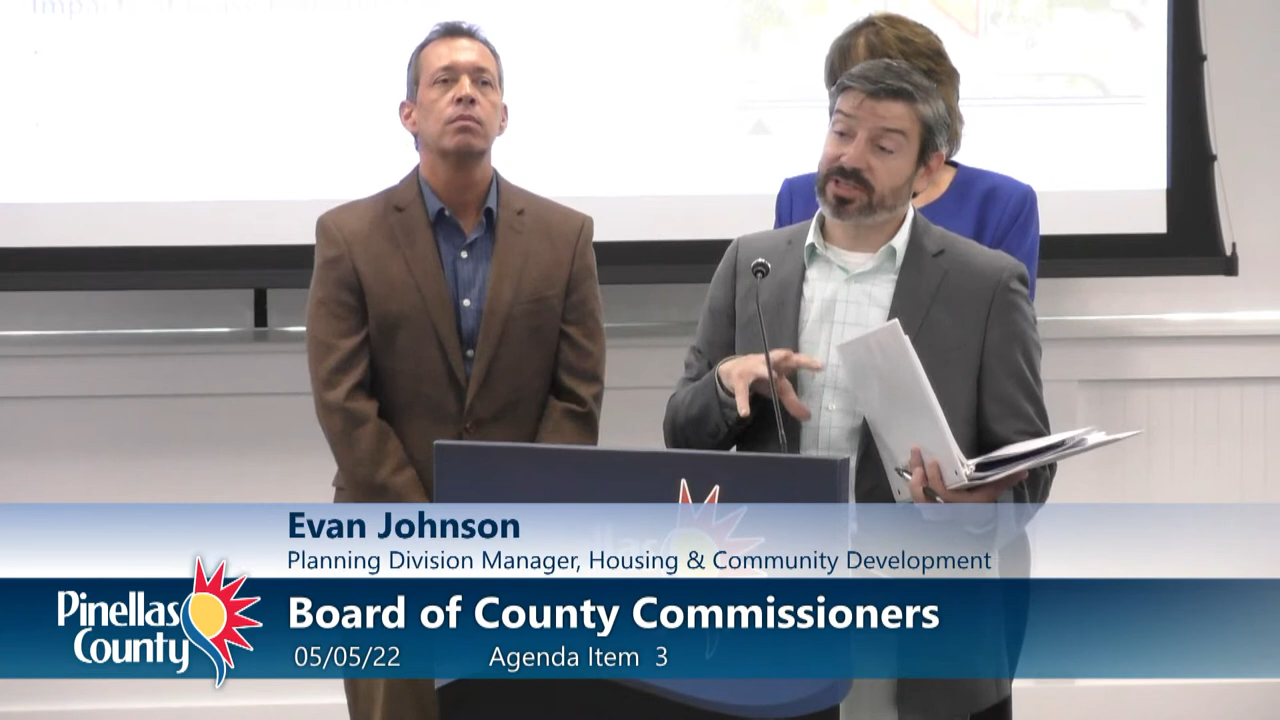 Evan Johnson
Planning Division Manager, Housing & Community Development
Pinellas
County
Board of County Commissioners
05/05/22 Agenda Item 3